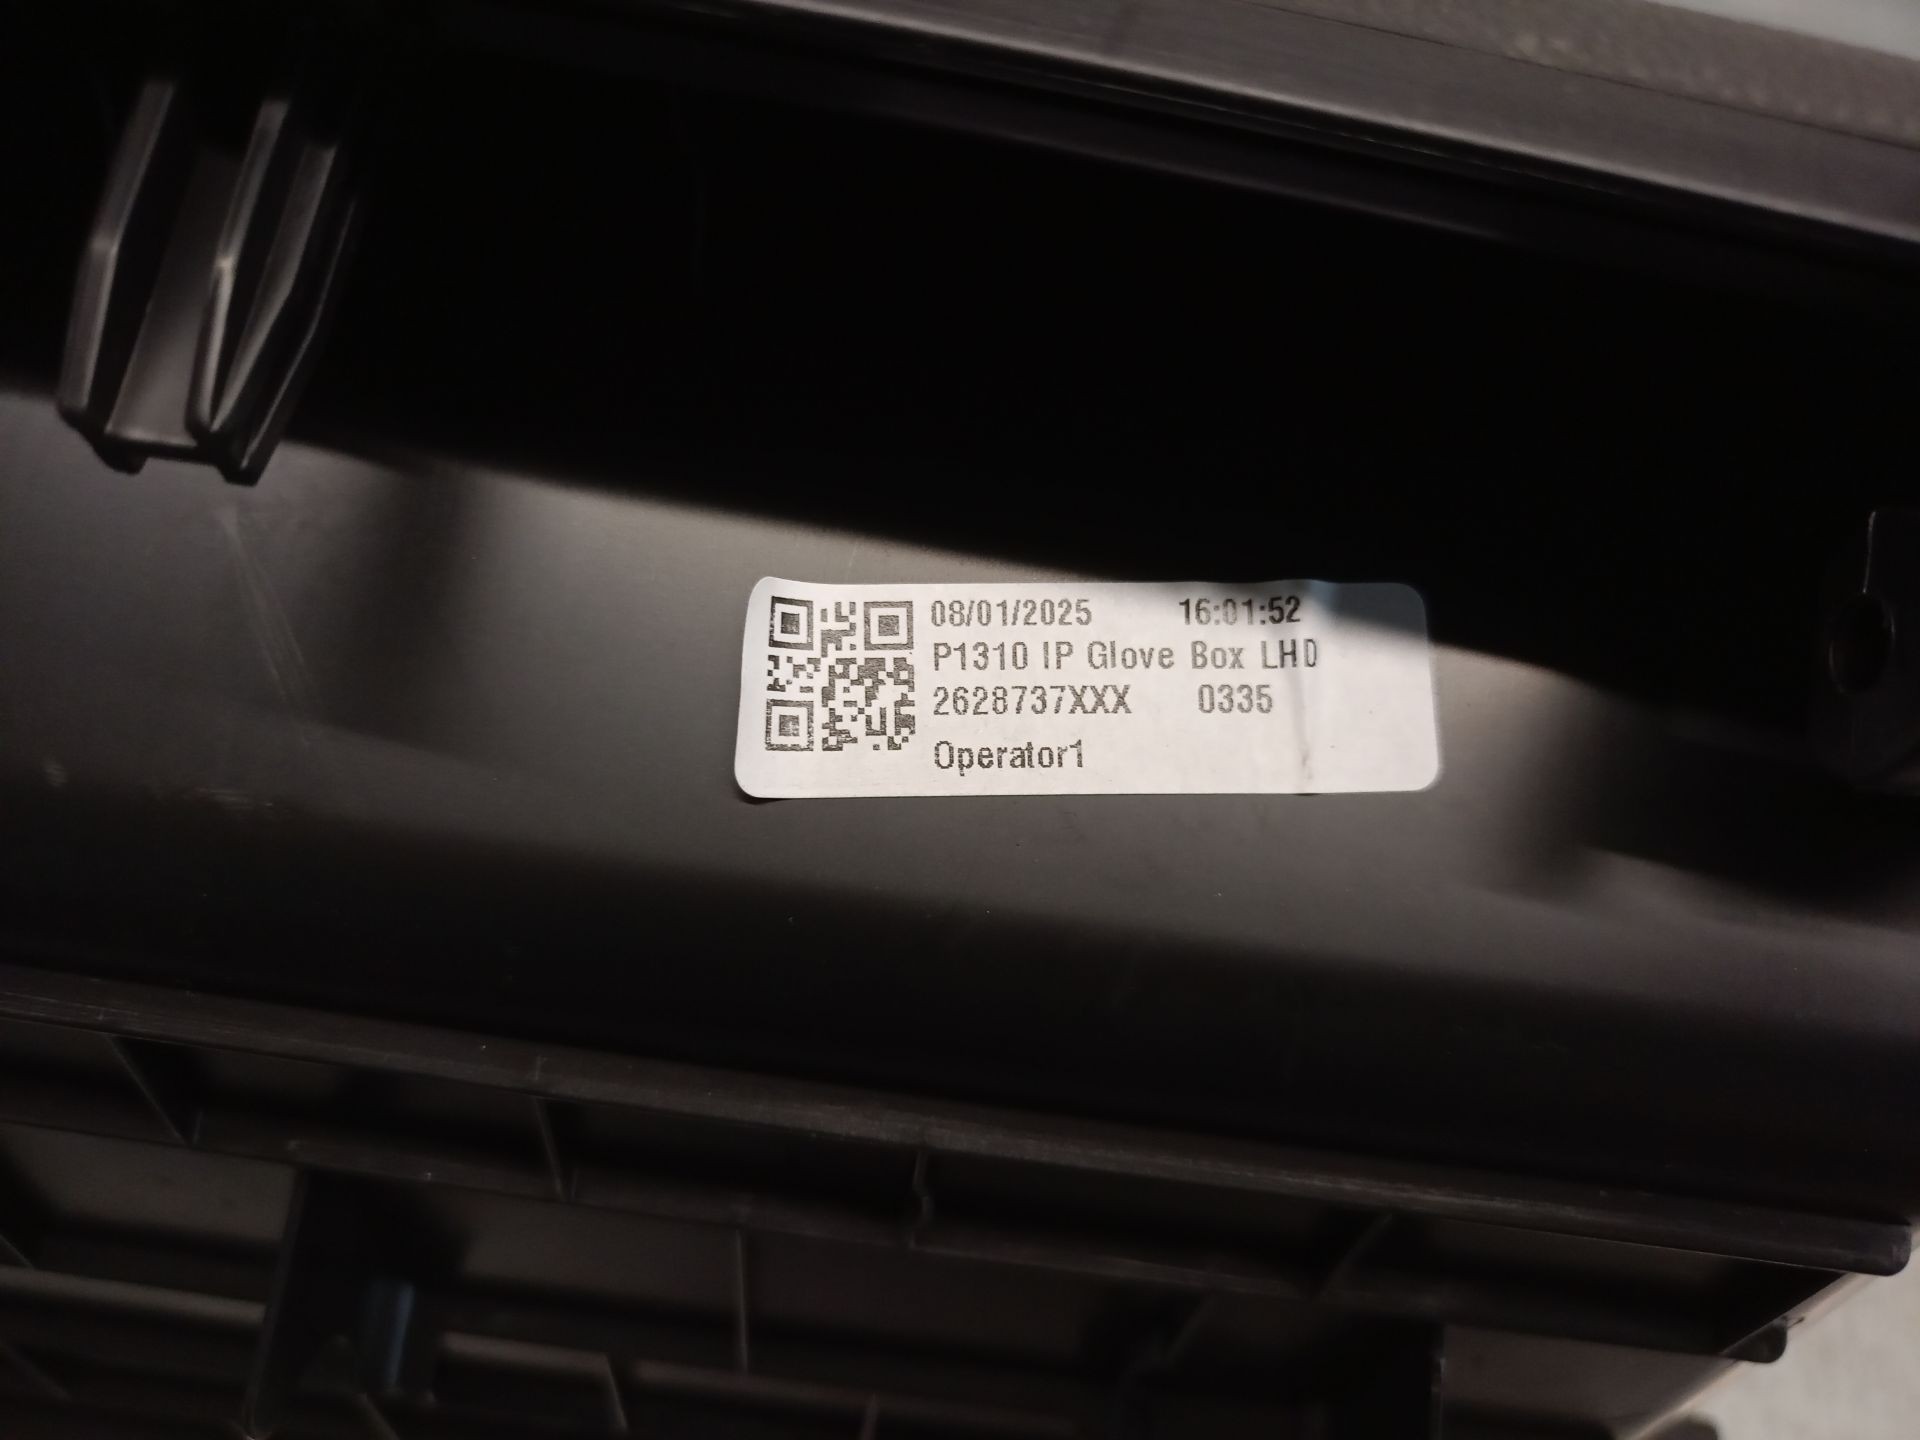 08/01/2025 16:01:52
P1310 IP Glove Box LHD
2628737XXX 0335
Operator1